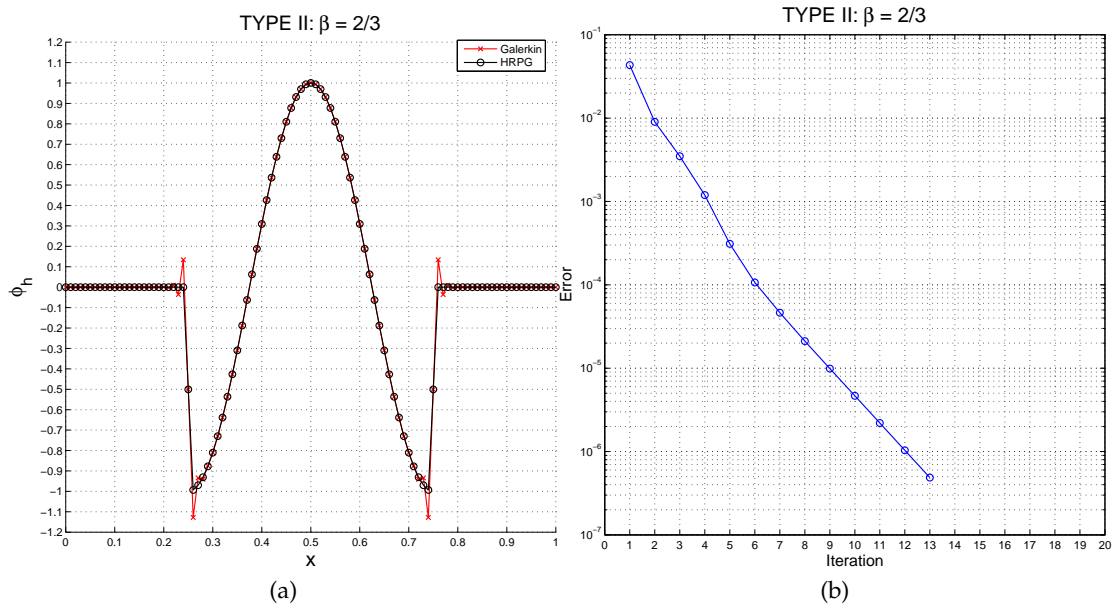 TYPE II: β = 2/3
1.2
1.1
1
0.9
0.8
0.7
0.6
0.5
0.4
0.3
0.2
0.1
0
−0.1
−0.2
−0.3
−0.4
−0.5
−0.6
−0.7
−0.8
−0.9
−1
−1.1
−1.2
ϕh
Galerkin
HRPG
0 0.1 0.2 0.3 0.4 0.5 0.6 0.7 0.8 0.9 1
x
(a)
TYPE II: β = 2/3
10⁻¹
10⁻²
10⁻³
10⁻⁴
10⁻⁵
10⁻⁶
10⁻⁷
Error
0 1 2 3 4 5 6 7 8 9 10 11 12 13 14 15 16 17 18 19 20
Iteration
(b)